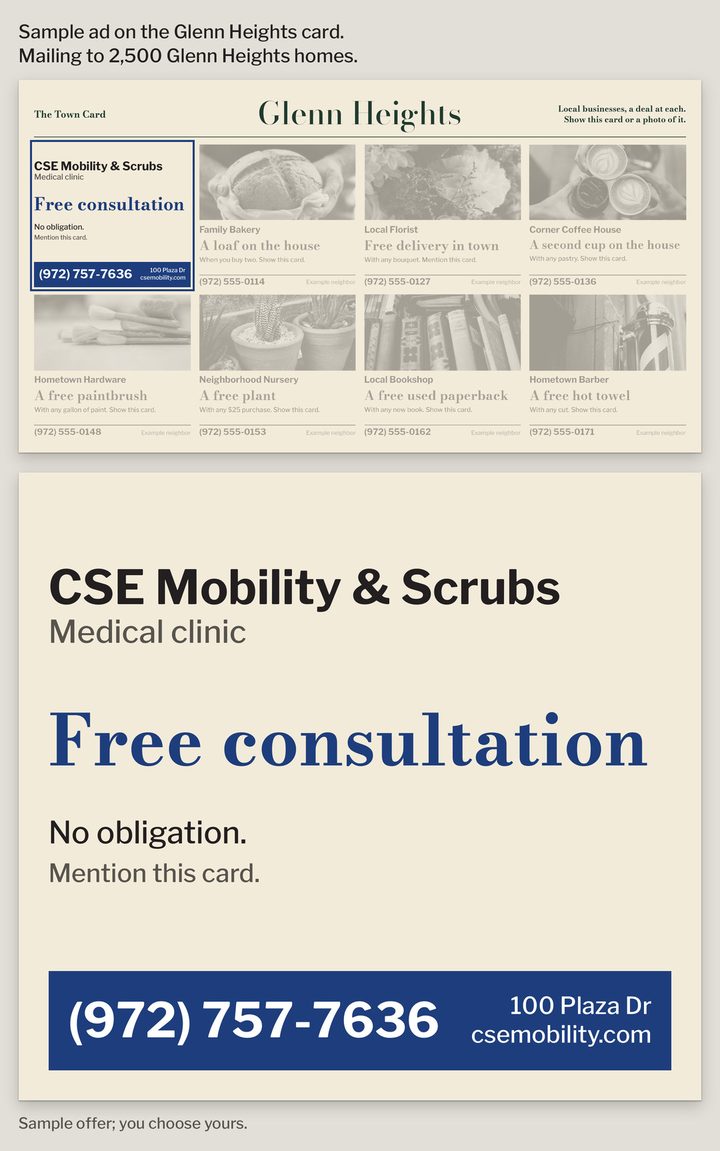 Sample ad on the Glenn Heights card.
Mailing to 2,500 Glenn Heights homes.
The Town Card
Glenn Heights
Local businesses, a deal at each.
Show this card or a photo of it.
CSE Mobility & Scrubs
Medical clinic
Free consultation
No obligation.
Mention this card.
(972) 757-7636
100 Plaza Dr
csemobility.com
Family Bakery
A loaf on the house
When you buy two. Show this card.
(972) 555-0114
Example neighbor
Local Florist
Free delivery in town
With any bouquet. Mention this card.
(972) 555-0127
Example neighbor
Corner Coffee House
A second cup on the house
With any pastry. Show this card.
(972) 555-0136
Example neighbor
Hometown Hardware
A free paintbrush
With any gallon of paint. Show this card.
(972) 555-0148
Example neighbor
Neighborhood Nursery
A free plant
With any $25 purchase. Show this card.
(972) 555-0153
Example neighbor
Local Bookshop
A free used paperback
With any new book. Show this card.
(972) 555-0162
Example neighbor
Hometown Barber
A free hot towel
With any cut. Show this card.
(972) 555-0171
Example neighbor
CSE Mobility & Scrubs
Medical clinic
Free consultation
No obligation.
Mention this card.
(972) 757-7636
100 Plaza Dr
csemobility.com
Sample offer; you choose yours.